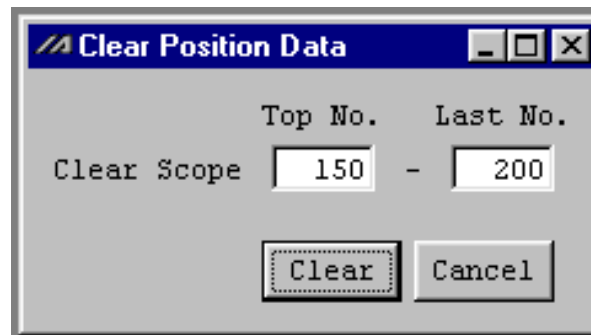 Clear Position Data
Top No. Last No.
Clear Scope 150 - 200
Clear Cancel